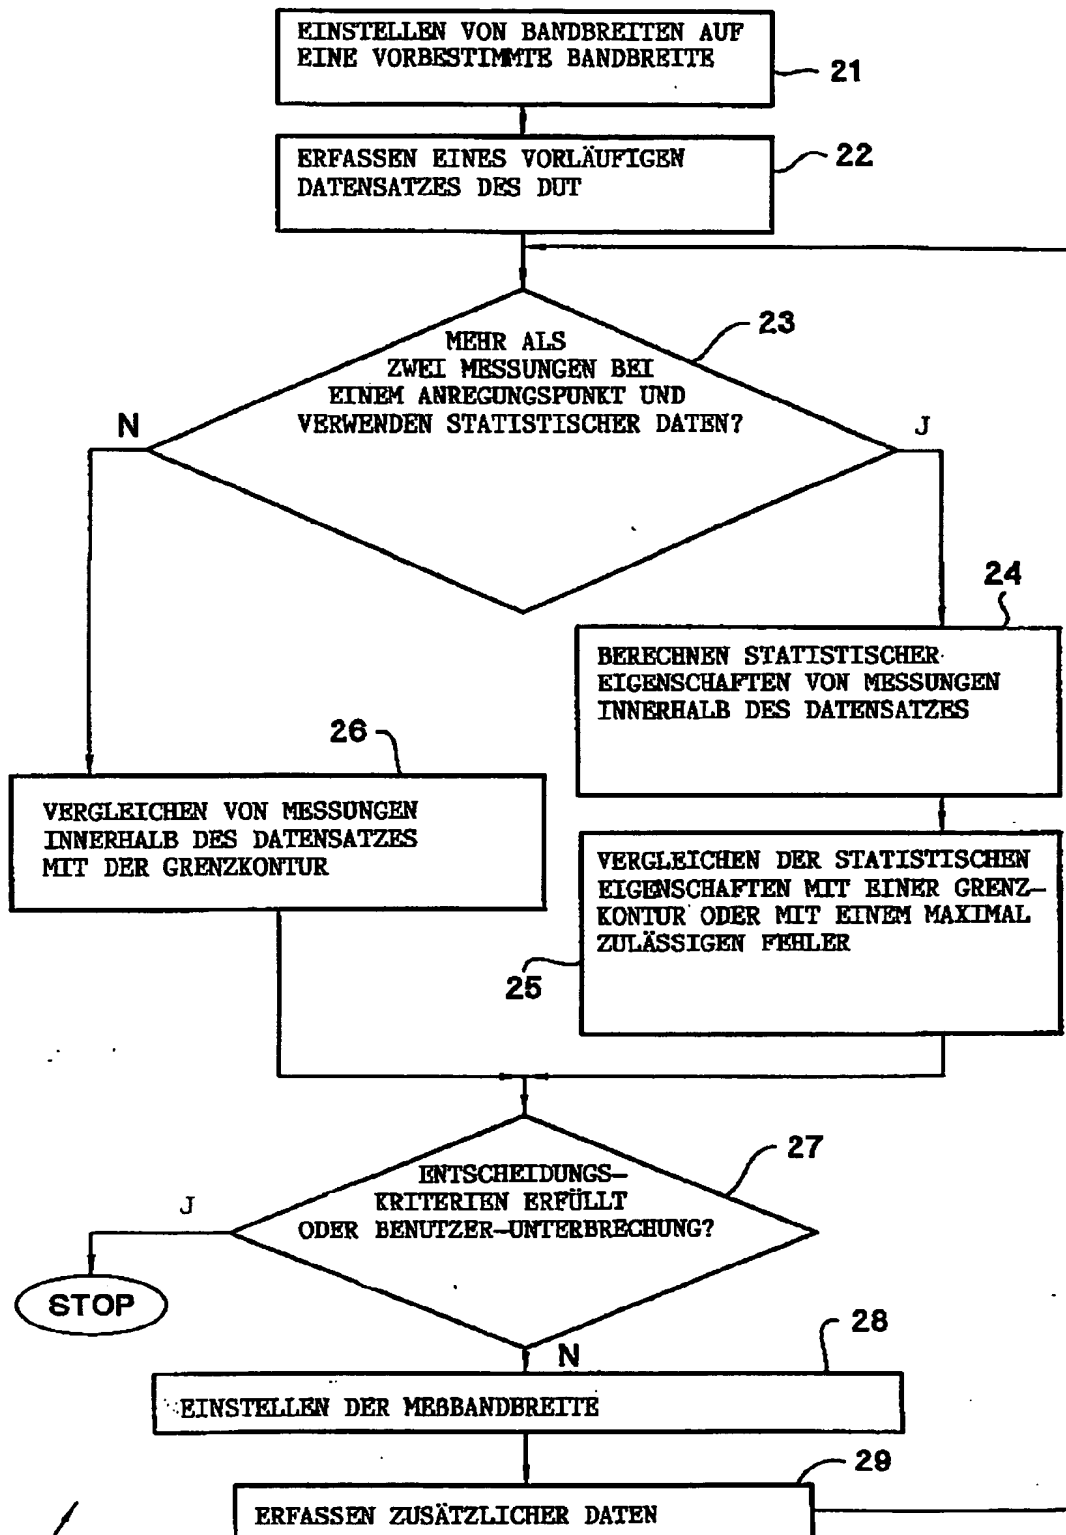 EINSTELLEN VON BANDBREITEN AUF
EINE VORBESTIMMTE BANDBREITE
21
ERFASSEN EINES VORLÄUFIGEN
DATENSATZES DES DUT
22
23
MEHR ALS
ZWEI MESSUNGEN BEI
EINEM ANREGUNGSPUNKT UND
VERWENDEN STATISTISCHER DATEN?
N
J
24
BERECHNEN STATISTISCHER
EIGENSCHAFTEN VON MESSUNGEN
INNERHALB DES DATENSATZES
26
VERGLEICHEN VON MESSUNGEN
INNERHALB DES DATENSATZES
MIT DER GRENZKONTUR
VERGLEICHEN DER STATISTISCHEN
EIGENSCHAFTEN MIT EINER GRENZ-
KONTUR ODER MIT EINEM MAXIMAL
ZULÄSSIGEN FEHLER
25
27
ENTSCHEIDUNGS-
KRITERIEN ERFÜLLT
ODER BENUTZER-UNTERBRECHUNG?
J
STOP
N
28
EINSTELLEN DER MEßBANDBREITE
29
ERFASSEN ZUSÄTZLICHER DATEN